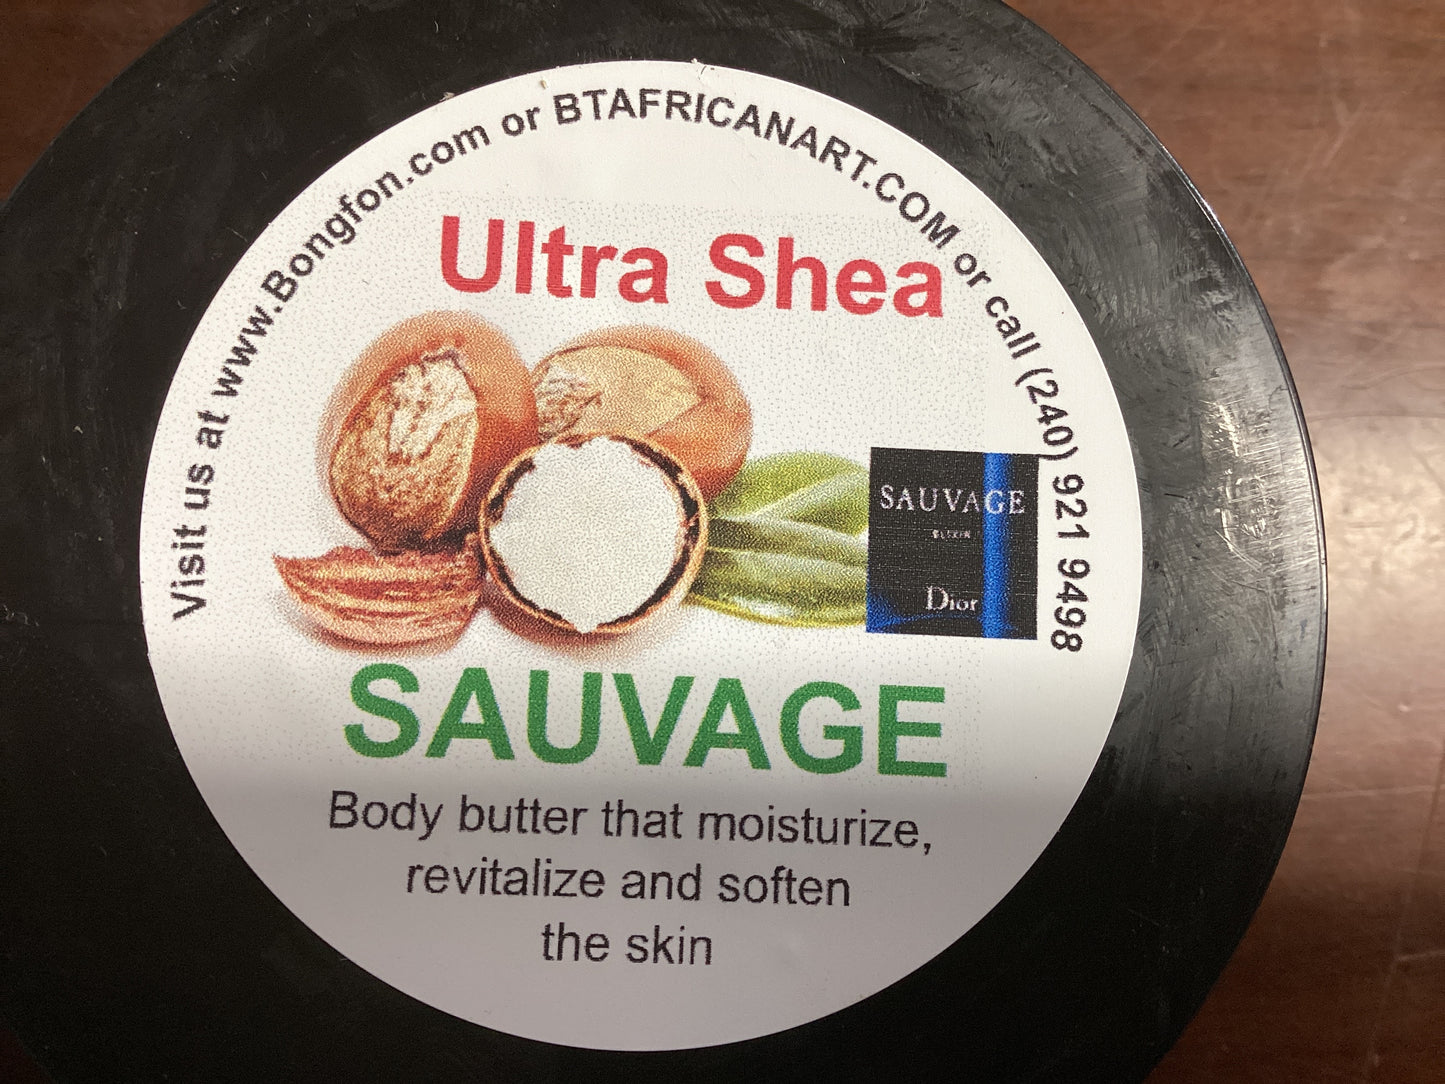 Visit us at www.Bongfon.com or BTAFRICANART.COM or call (240) 921 9498
Ultra Shea
SAUVAGE
ELIXIR
Dior
SAUVAGE
Body butter that moisturize,
revitalize and soften
the skin